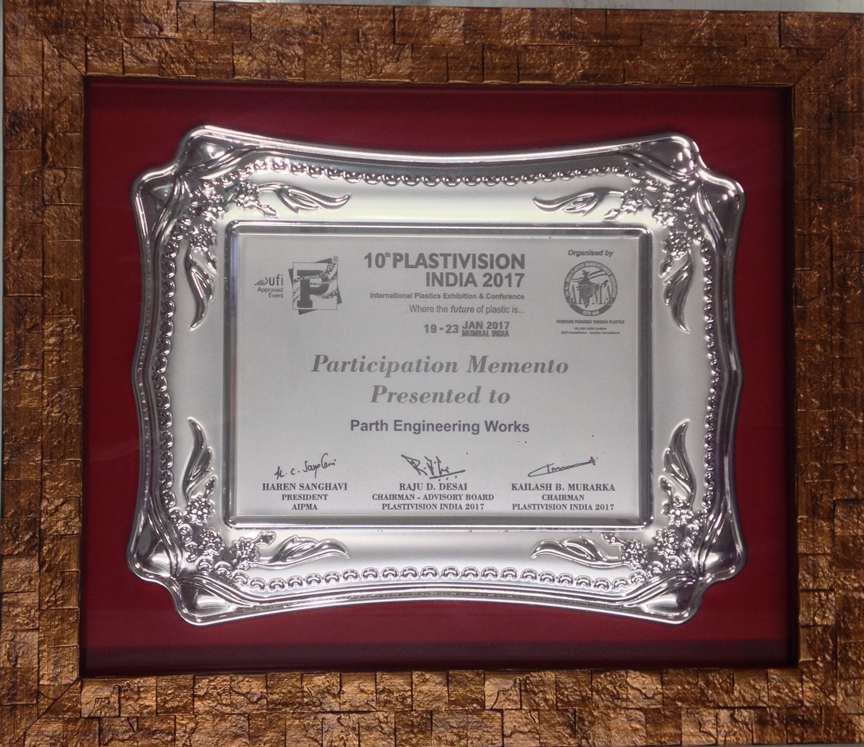 ufi
Approved
Event
P
10th PLASTIVISION
INDIA 2017
International Plastics Exhibition & Conference
Where the future of plastic is...
19 - 23 JAN 2017
MUMBAI, INDIA
Organised by
Participation Memento
Presented to
Parth Engineering Works
HAREN SANGHAVI
PRESIDENT
AIPMA
RAJU D. DESAI
CHAIRMAN - ADVISORY BOARD
PLASTIVISION INDIA 2017
KAILASH B. MURARKA
CHAIRMAN
PLASTIVISION INDIA 2017